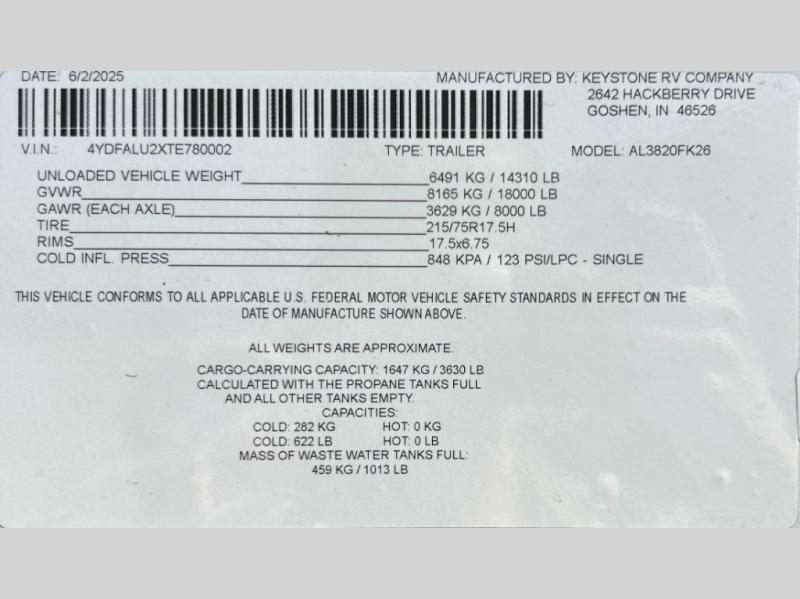 DATE: 6/2/2025
MANUFACTURED BY: KEYSTONE RV COMPANY
2642 HACKBERRY DRIVE
GOSHEN, IN 46526
V.I.N.: 4YDFALU2XTE780002 TYPE: TRAILER MODEL: AL3820FK26
UNLOADED VEHICLE WEIGHT 6491 KG / 14310 LB
GVWR 8165 KG / 18000 LB
GAWR (EACH AXLE) 3629 KG / 8000 LB
TIRE 215/75R17.5H
RIMS 17.5x6.75
COLD INFL. PRESS 848 KPA / 123 PSI/LPC - SINGLE
THIS VEHICLE CONFORMS TO ALL APPLICABLE U.S. FEDERAL MOTOR VEHICLE SAFETY STANDARDS IN EFFECT ON THE
DATE OF MANUFACTURE SHOWN ABOVE.
ALL WEIGHTS ARE APPROXIMATE.
CARGO-CARRYING CAPACITY: 1647 KG / 3630 LB
CALCULATED WITH THE PROPANE TANKS FULL
AND ALL OTHER TANKS EMPTY.
CAPACITIES:
COLD: 282 KG HOT: 0 KG
COLD: 622 LB HOT: 0 LB
MASS OF WASTE WATER TANKS FULL:
459 KG / 1013 LB